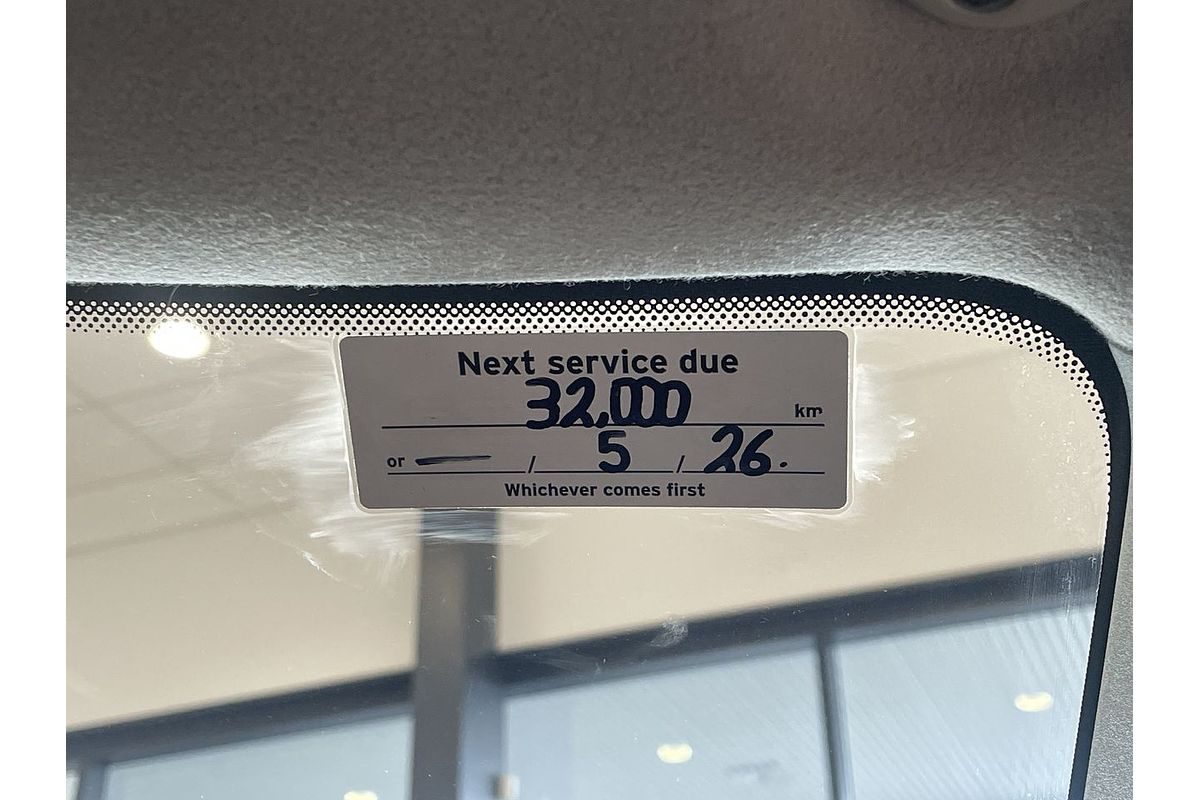 Next service due
32,000 km
or — / 5 / 26.
Whichever comes first